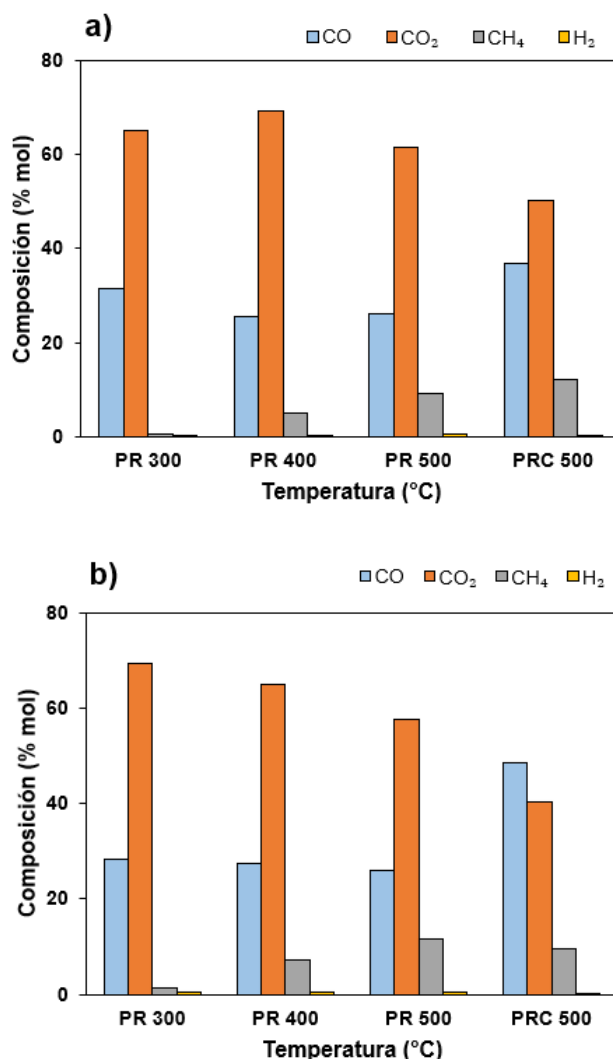 a)
CO CO₂ CH₄ H₂
80
60
40
20
0
Composición (% mol)
PR 300 PR 400 PR 500 PRC 500
Temperatura (°C)
b)
CO CO₂ CH₄ H₂
80
60
40
20
0
Composición (% mol)
PR 300 PR 400 PR 500 PRC 500
Temperatura (°C)